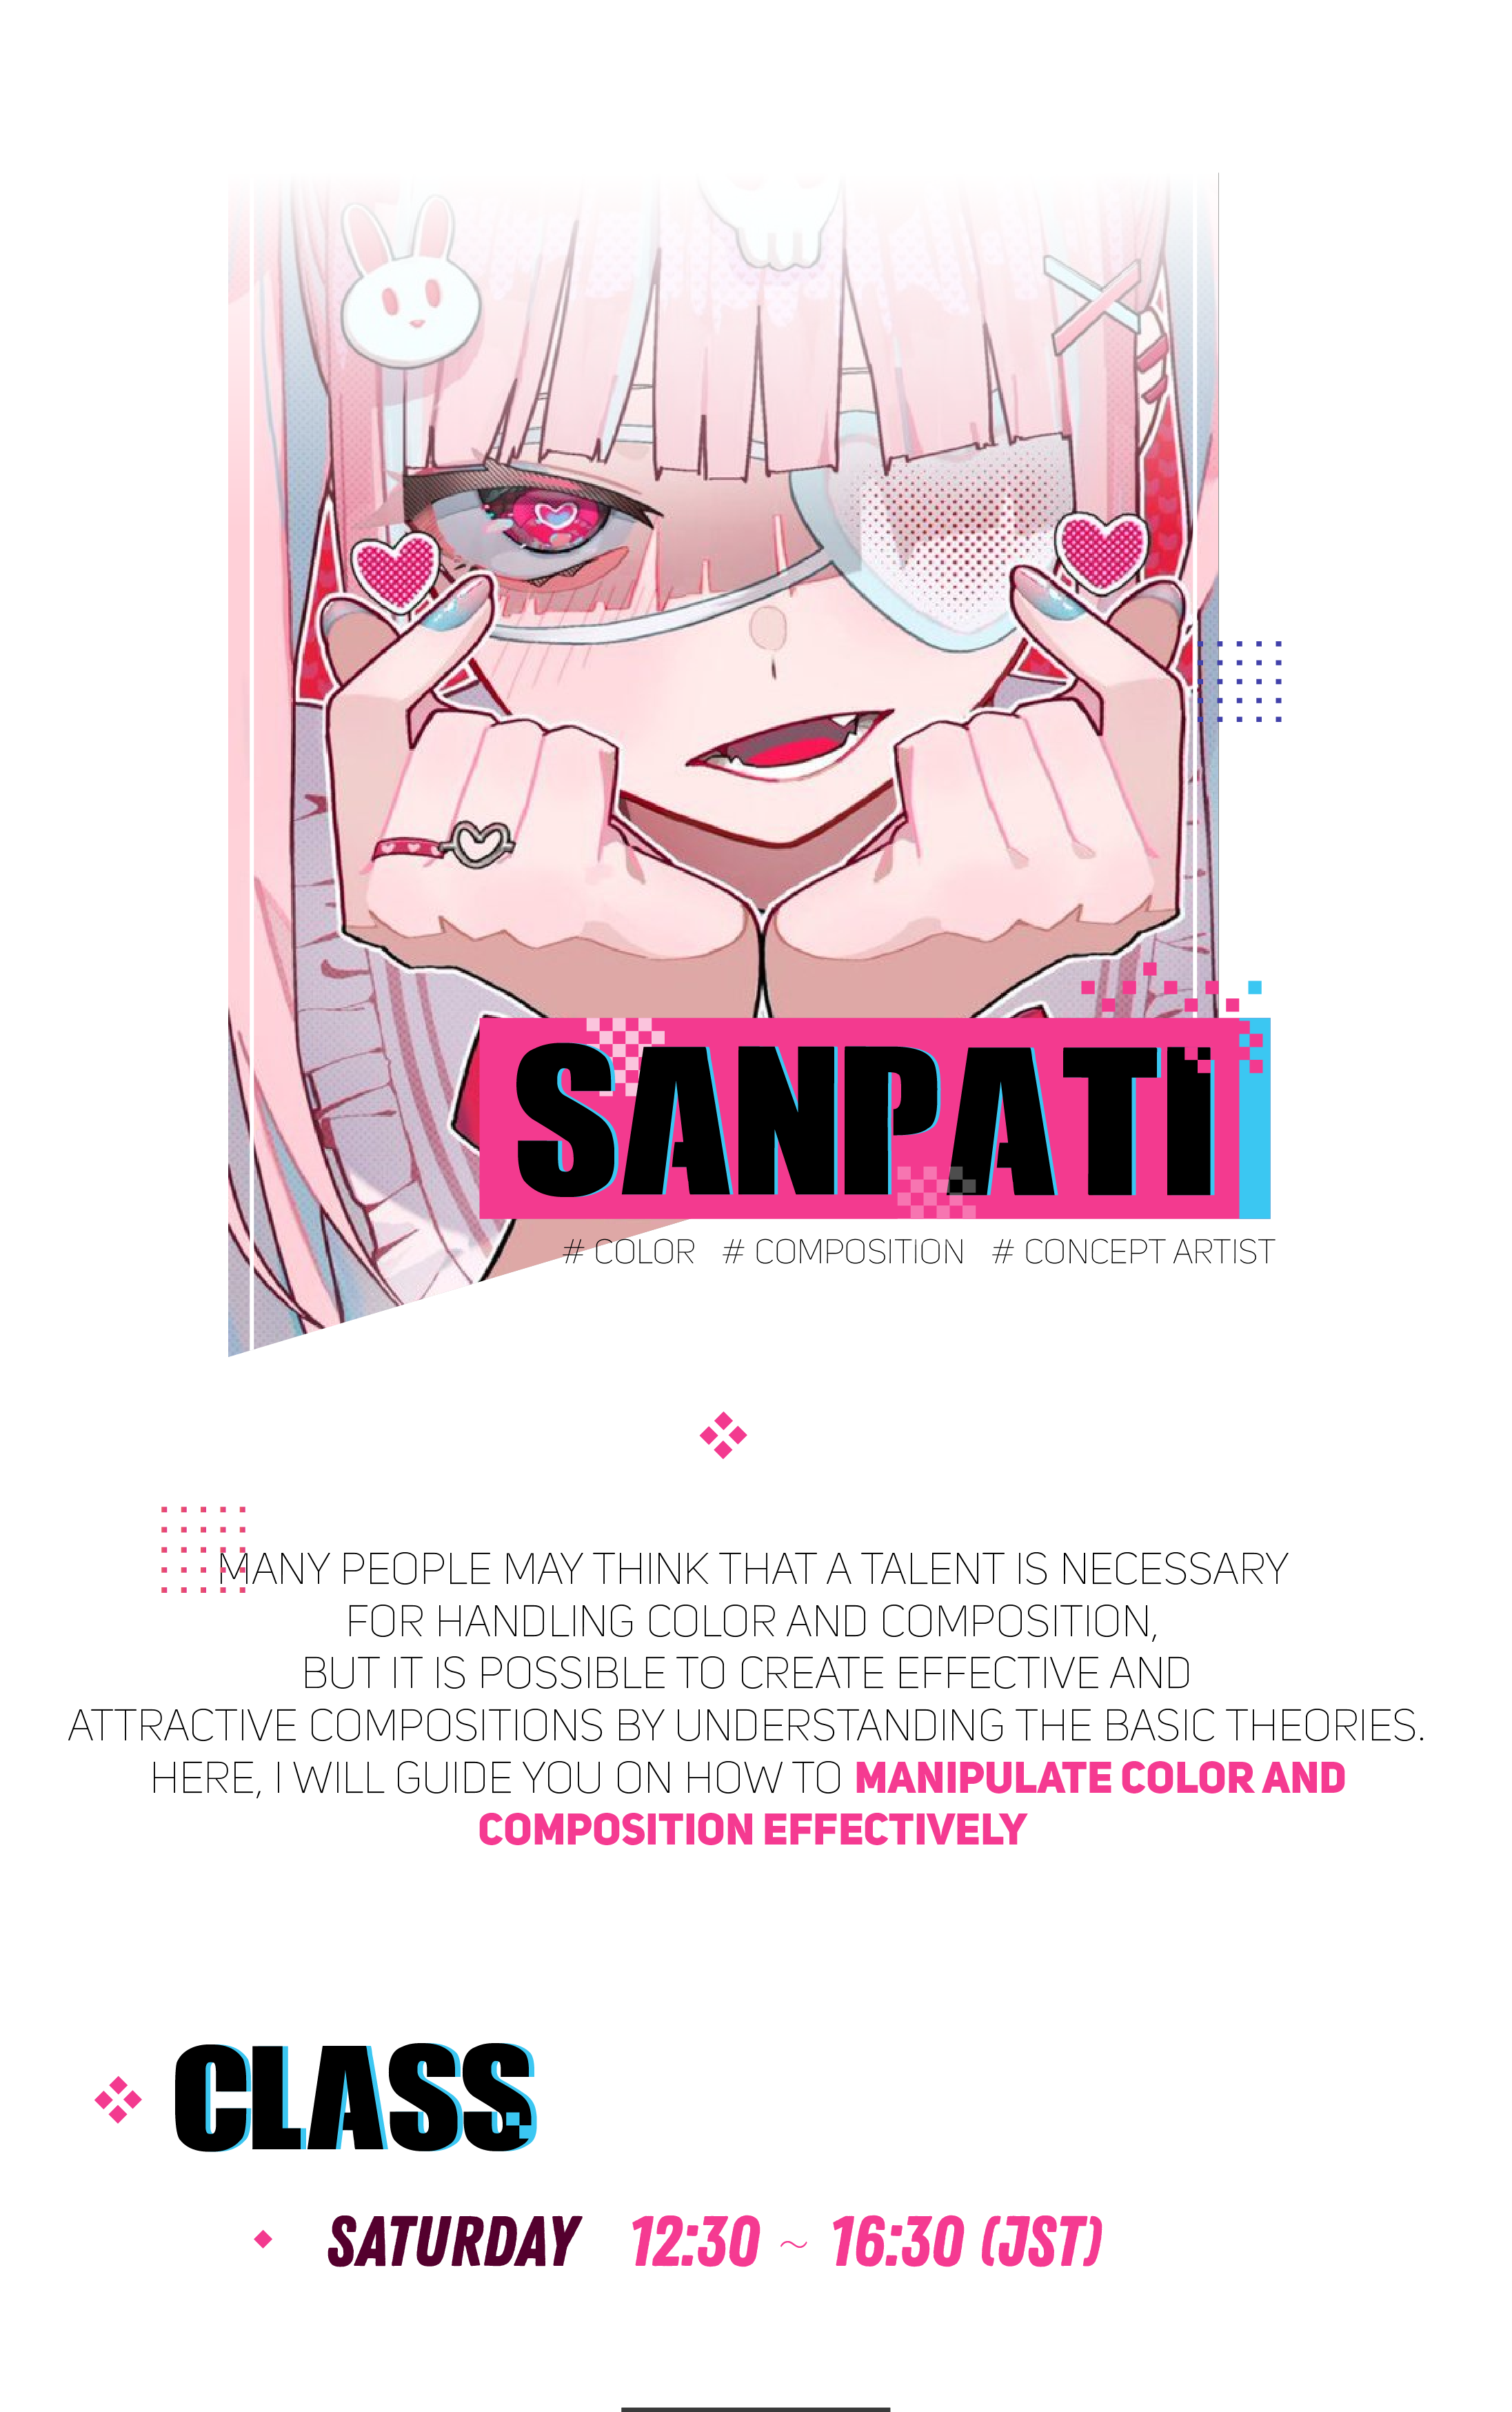 SANPATI
# COLOR # COMPOSITION # CONCEPT ARTIST
MANY PEOPLE MAY THINK THAT A TALENT IS NECESSARY
FOR HANDLING COLOR AND COMPOSITION,
BUT IT IS POSSIBLE TO CREATE EFFECTIVE AND
ATTRACTIVE COMPOSITIONS BY UNDERSTANDING THE BASIC THEORIES.
HERE, I WILL GUIDE YOU ON HOW TO MANIPULATE COLOR AND
COMPOSITION EFFECTIVELY
CLASS
SATURDAY 12:30 ~ 16:30 (JST)